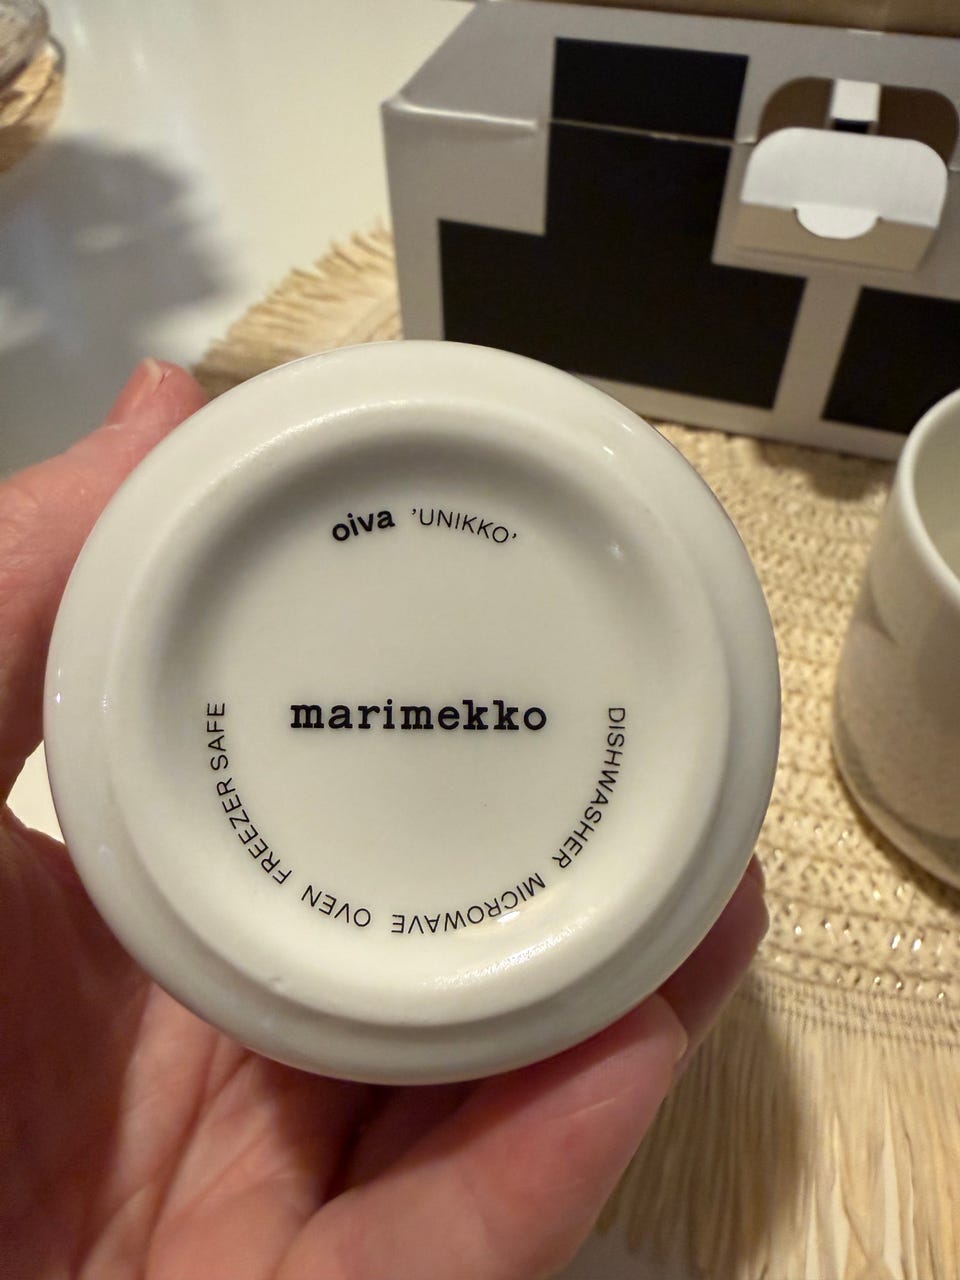 oiva 'UNIKKO'
marimekko
DISHWASHER MICROWAVE OVEN FREEZER SAFE